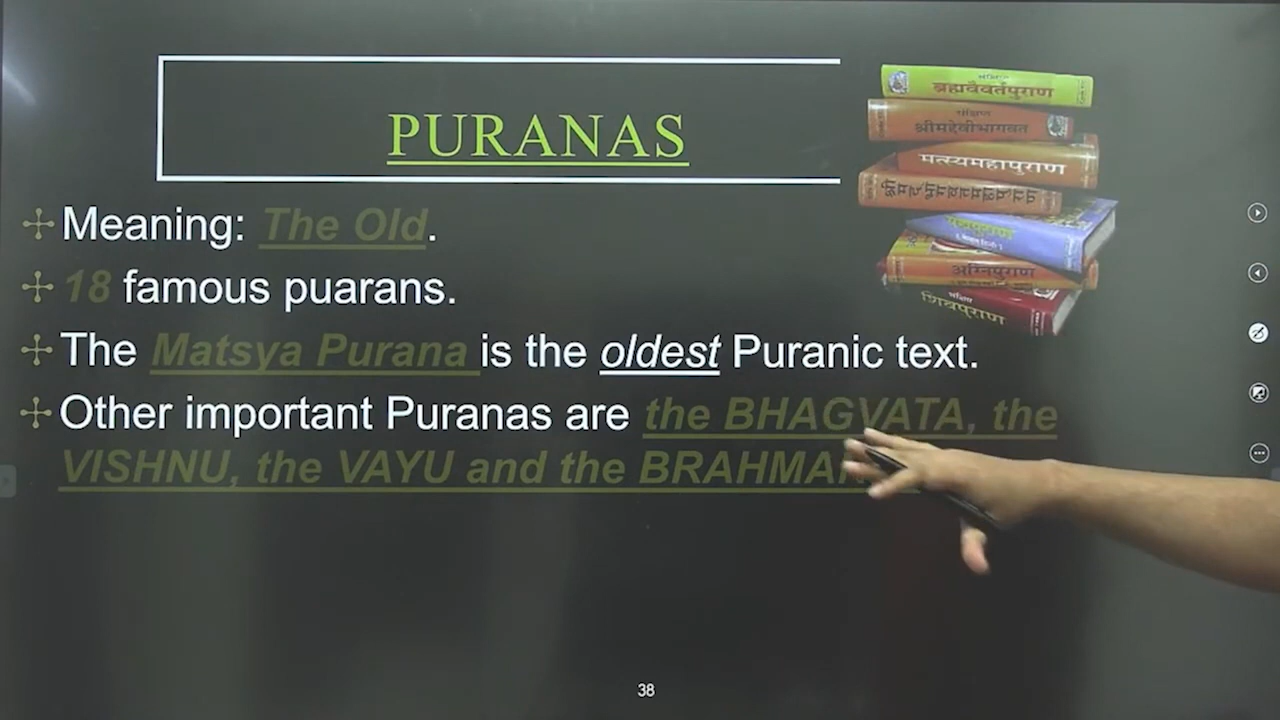 PURANAS
Meaning: The Old.
18 famous puarans.
The Matsya Purana is the oldest Puranic text.
Other important Puranas are the BHAGVATA, the
VISHNU, the VAYU and the
ब्रह्मवैवर्तपुराण
संक्षिप्त
श्रीमद्देवीभागवत
मत्स्यमहापुराण
अग्निपुराण
संक्षिप्त
शिवपुराण
38